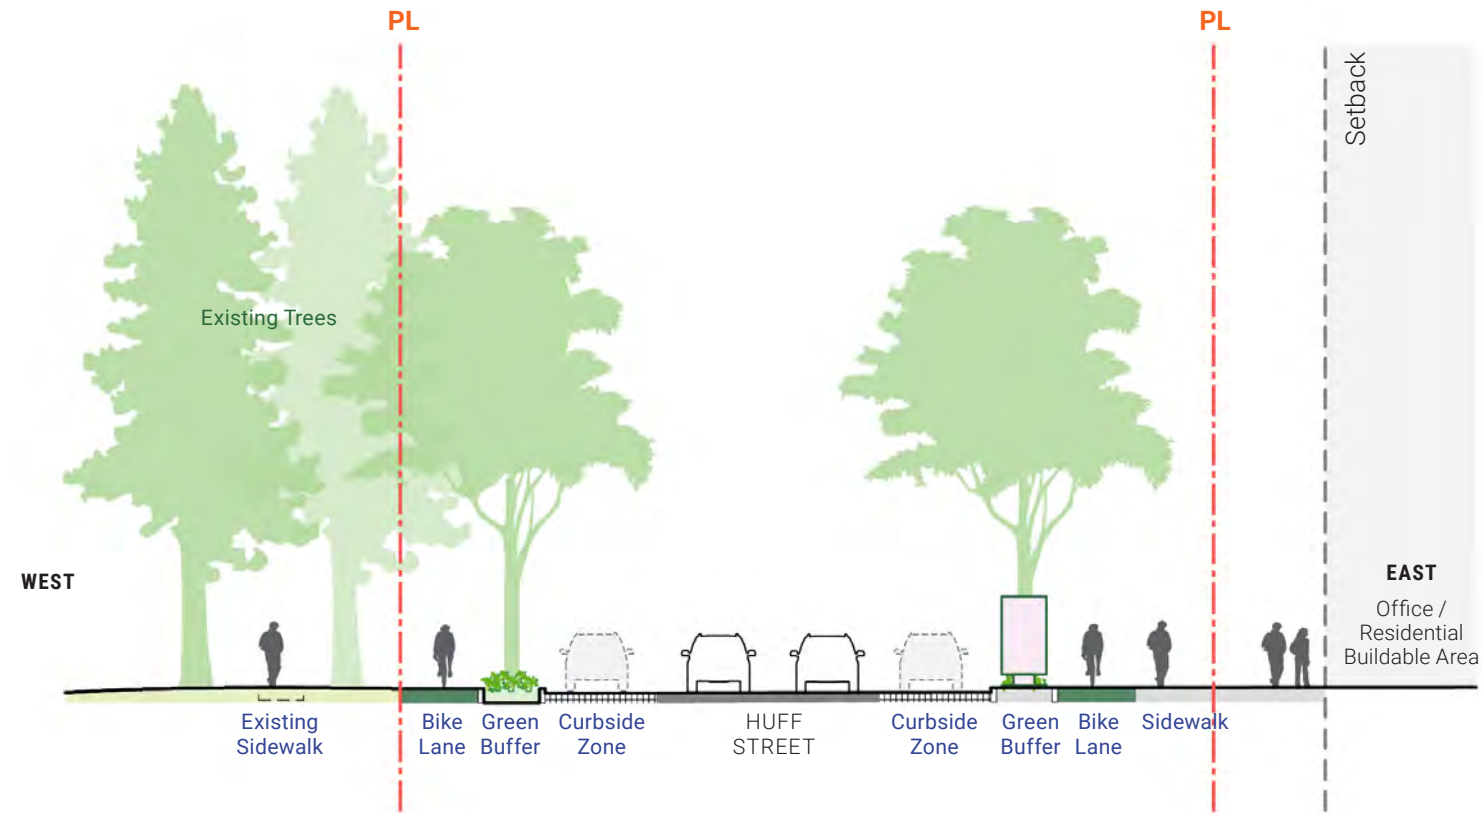 PL
PL
Setback
Existing Trees
WEST
EAST
Office /
Residential
Buildable Area
Existing
Sidewalk
Bike
Lane
Green
Buffer
Curbside
Zone
HUFF
STREET
Curbside
Zone
Green
Buffer
Bike
Lane
Sidewalk